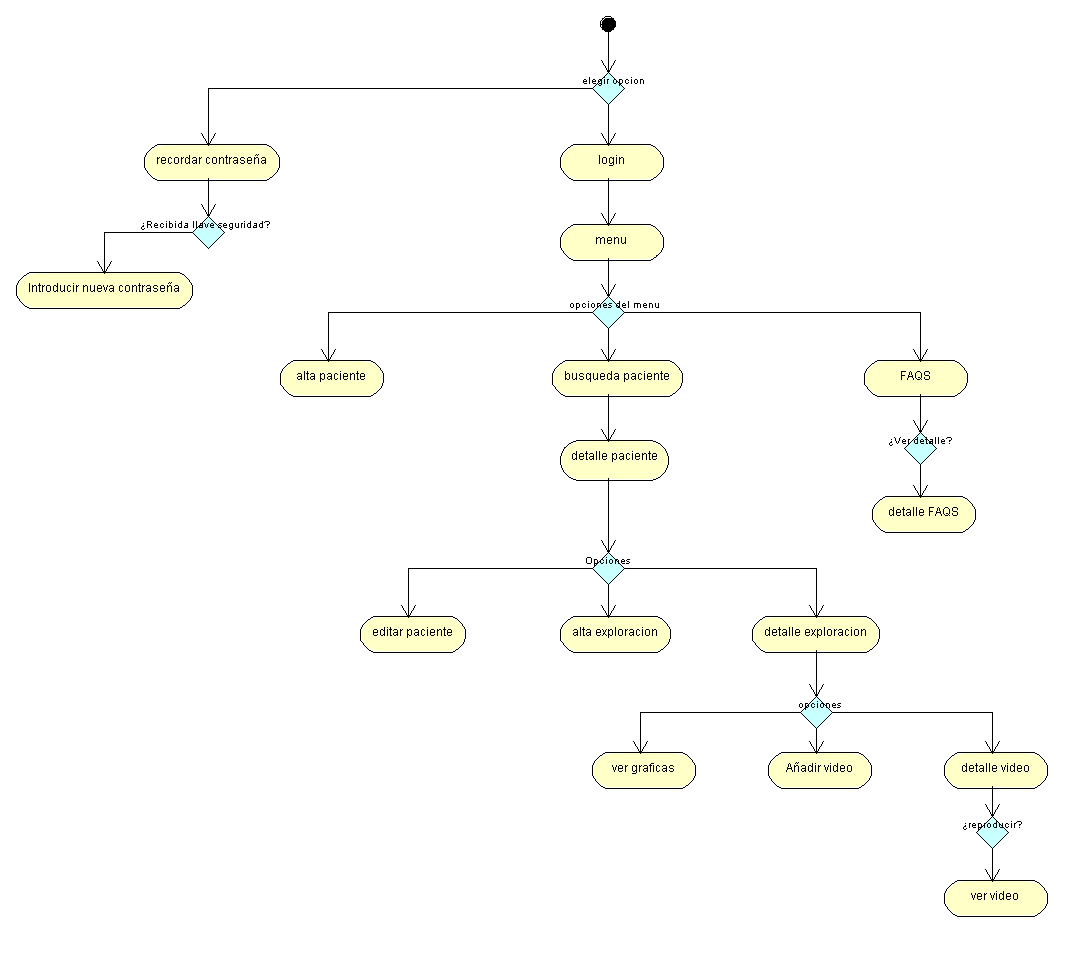 elegir opcion
recordar contraseña
login
¿Recibida llave seguridad?
menu
Introducir nueva contraseña
opciones del menu
alta paciente
busqueda paciente
FAQS
¿Ver detalle?
detalle paciente
detalle FAQS
Opciones
editar paciente
alta exploracion
detalle exploracion
opciones
ver graficas
Añadir video
detalle video
¿reproducir?
ver video